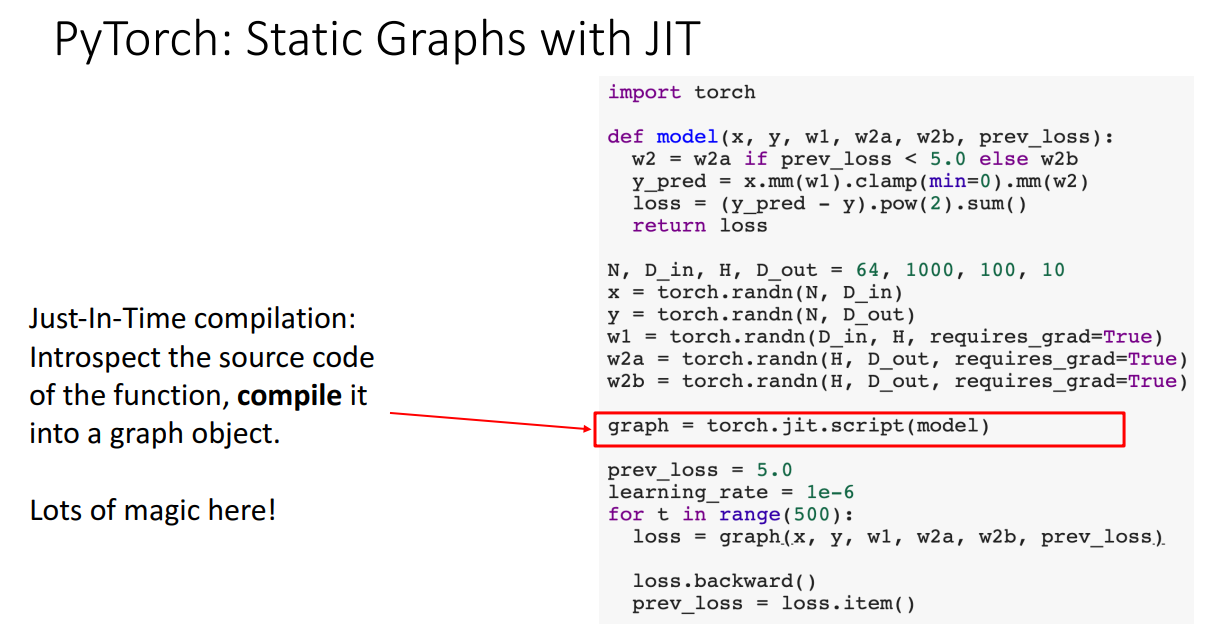 PyTorch: Static Graphs with JIT
Just-In-Time compilation:
Introspect the source code
of the function, compile it
into a graph object.
Lots of magic here!
import torch
def model(x, y, w1, w2a, w2b, prev_loss):
  w2 = w2a if prev_loss < 5.0 else w2b
  y_pred = x.mm(w1).clamp(min=0).mm(w2)
  loss = (y_pred - y).pow(2).sum()
  return loss
N, D_in, H, D_out = 64, 1000, 100, 10
x = torch.randn(N, D_in)
y = torch.randn(N, D_out)
w1 = torch.randn(D_in, H, requires_grad=True)
w2a = torch.randn(H, D_out, requires_grad=True)
w2b = torch.randn(H, D_out, requires_grad=True)
graph = torch.jit.script(model)
prev_loss = 5.0
learning_rate = 1e-6
for t in range(500):
  loss = graph(x, y, w1, w2a, w2b, prev_loss)
  loss.backward()
  prev_loss = loss.item()